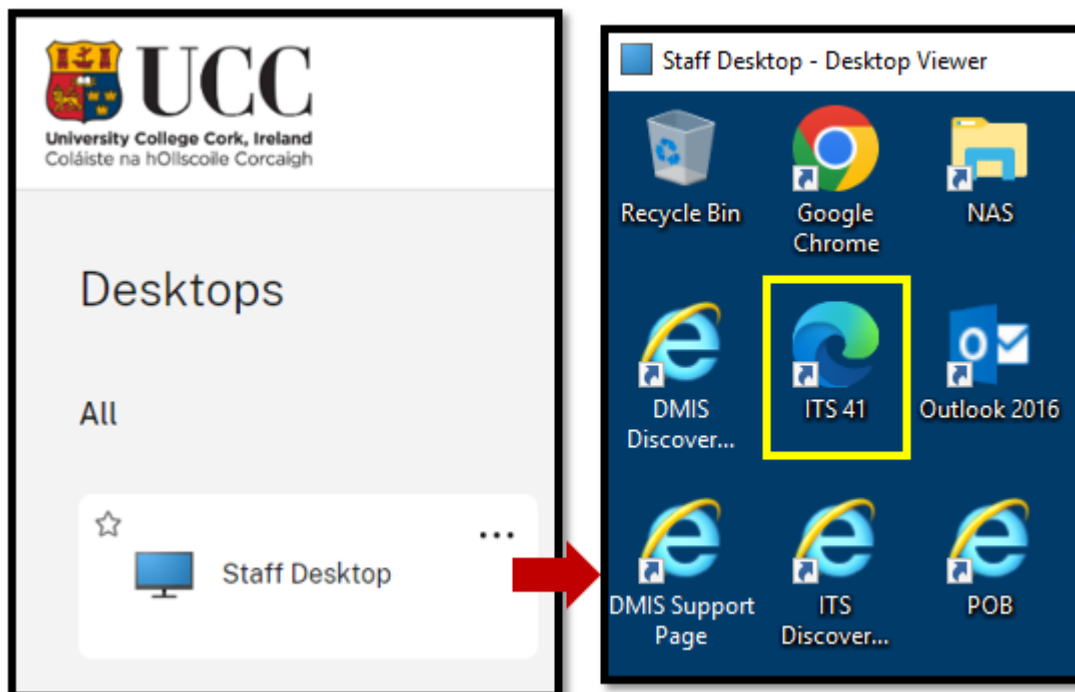 UCC
University College Cork, Ireland
Coláiste na hOllscoile Corcaigh
Desktops
All
Staff Desktop
Staff Desktop - Desktop Viewer
Recycle Bin
Google
Chrome
NAS
DMIS
Discover...
ITS 41
Outlook 2016
DMIS Support
Page
ITS
Discover...
POB